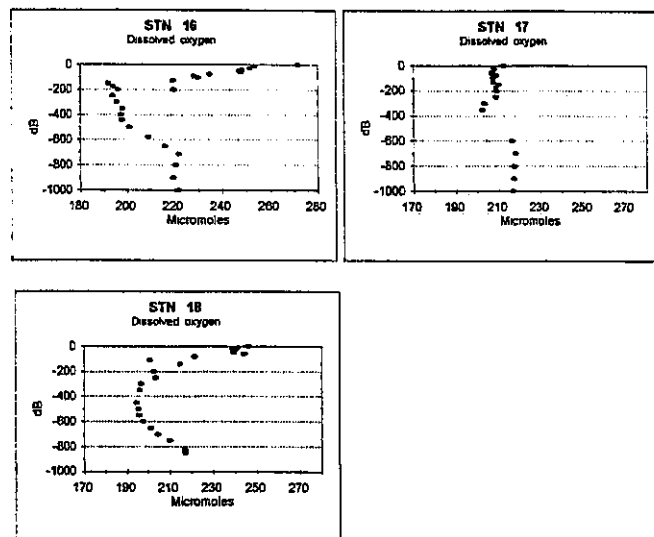 STN 16
Dissolved oxygen
dB
0
-200
-400
-600
-800
-1000
180 200 220 240 260 280
Micromoles
STN 17
Dissolved oxygen
dB
0
-200
-400
-600
-800
-1000
170 190 210 230 250 270
Micromoles
STN 18
Dissolved oxygen
dB
0
-200
-400
-600
-800
-1000
170 190 210 230 250 270
Micromoles